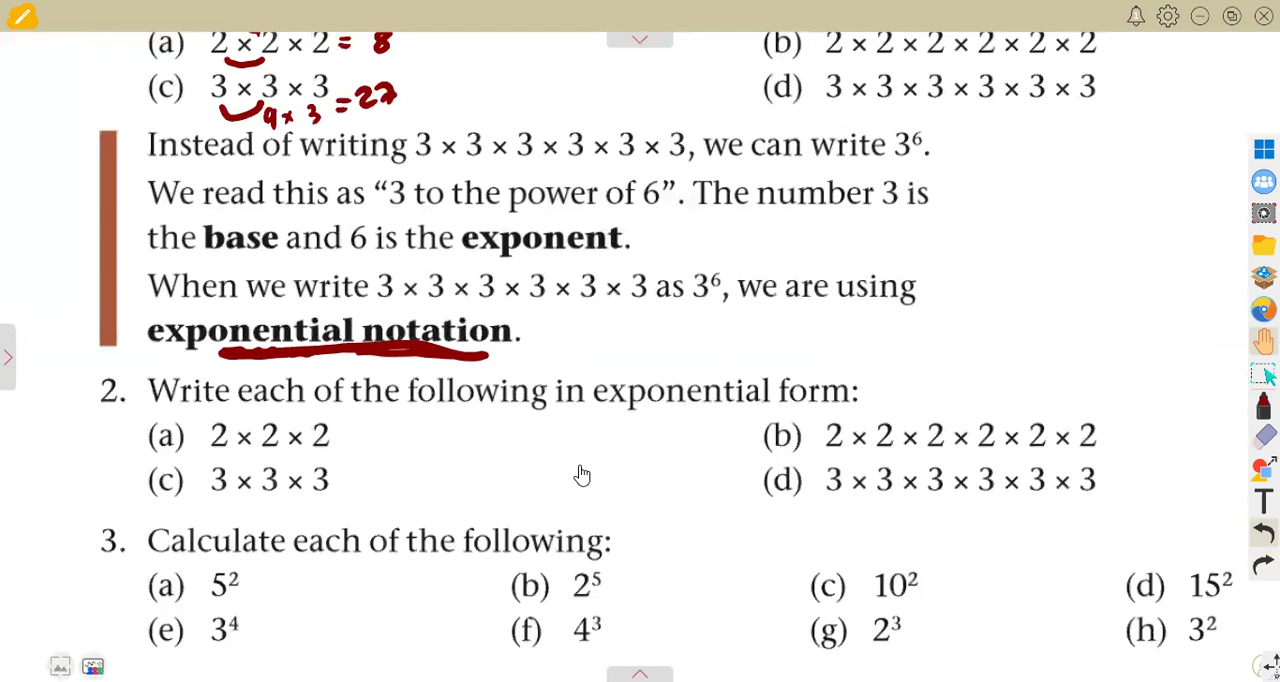 (a) 2 × 2 × 2 = 8 (b) 2 × 2 × 2 × 2 × 2 × 2
(c) 3 × 3 × 3 (d) 3 × 3 × 3 × 3 × 3 × 3
9 × 3 = 27
Instead of writing 3 × 3 × 3 × 3 × 3 × 3, we can write 3⁶.
We read this as “3 to the power of 6”. The number 3 is
the base and 6 is the exponent.
When we write 3 × 3 × 3 × 3 × 3 × 3 as 3⁶, we are using
exponential notation.
2. Write each of the following in exponential form:
(a) 2 × 2 × 2 (b) 2 × 2 × 2 × 2 × 2 × 2
(c) 3 × 3 × 3 (d) 3 × 3 × 3 × 3 × 3 × 3
3. Calculate each of the following:
(a) 5² (b) 2⁵ (c) 10² (d) 15²
(e) 3⁴ (f) 4³ (g) 2³ (h) 3²